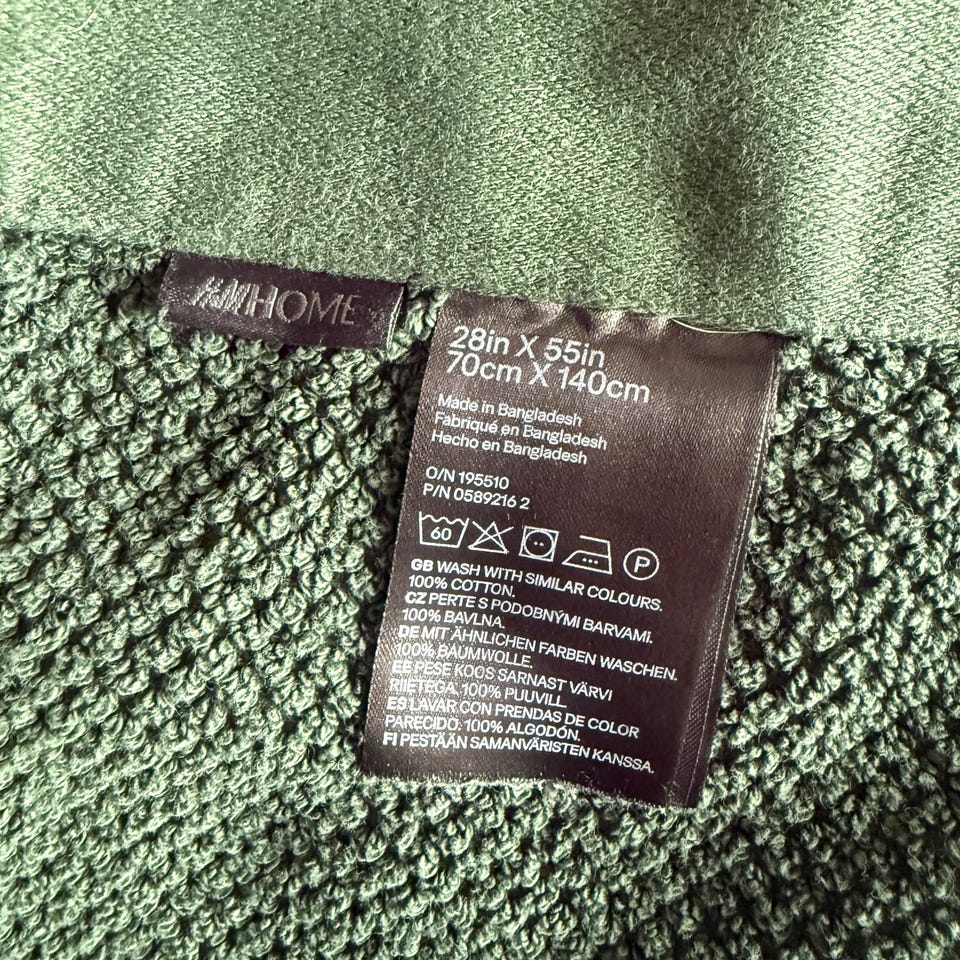 H&M HOME
28in X 55in
70cm X 140cm
Made in Bangladesh
Fabriqué en Bangladesh
Hecho en Bangladesh
O/N 195510
P/N 0589216 2
60 P
GB WASH WITH SIMILAR COLOURS.
100% COTTON.
CZ PERTE S PODOBNÝMI BARVAMI.
100% BAVLNA.
DE MIT ÄHNLICHEN FARBEN WASCHEN.
100% BAUMWOLLE.
EE PESE KOOS SARNAST VÄRVI
RIIETEGA. 100% PUUVILL.
ES LAVAR CON PRENDAS DE COLOR
PARECIDO. 100% ALGODÓN.
FI PESTÄÄN SAMANVÄRISTEN KANSSA.